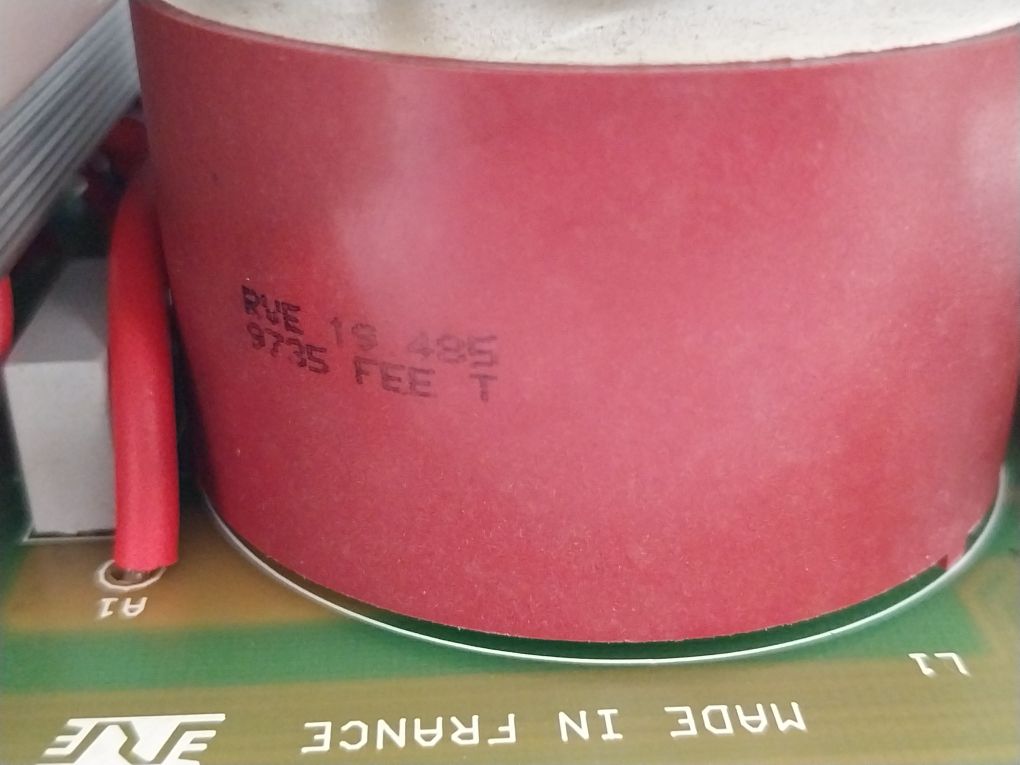 RVE 19 485
9735 FEE T
A1
L1
MADE IN FRANCE